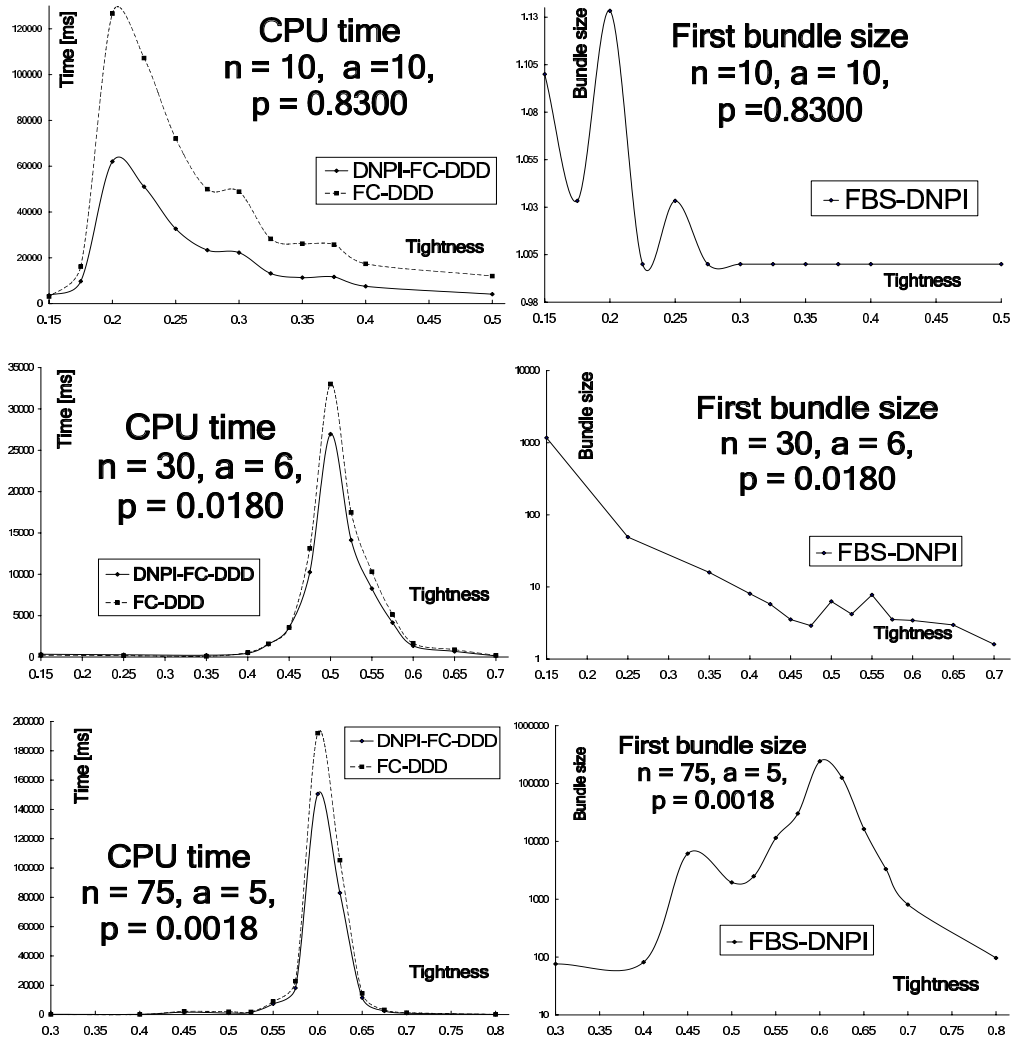 CPU time
n = 10, a =10,
p = 0.8300
Time [ms]
120000
100000
80000
60000
40000
20000
0
DNPI-FC-DDD
FC-DDD
Tightness
0.15 0.2 0.25 0.3 0.35 0.4 0.45 0.5
First bundle size
n =10, a = 10,
p =0.8300
Bundle size
1.13
1.105
1.08
1.055
1.03
1.005
0.98
FBS-DNPI
Tightness
0.15 0.2 0.25 0.3 0.35 0.4 0.45 0.5
CPU time
n = 30, a = 6,
p = 0.0180
Time [ms]
35000
30000
25000
20000
15000
10000
5000
0
DNPI-FC-DDD
FC-DDD
Tightness
0.15 0.2 0.25 0.3 0.35 0.4 0.45 0.5 0.55 0.6 0.65 0.7
First bundle size
n = 30, a = 6,
p = 0.0180
Bundle size
10000
1000
100
10
1
FBS-DNPI
Tightness
0.15 0.2 0.25 0.3 0.35 0.4 0.45 0.5 0.55 0.6 0.65 0.7
CPU time
n = 75, a = 5,
p = 0.0018
Time [ms]
200000
180000
160000
140000
120000
100000
80000
60000
40000
20000
0
DNPI-FC-DDD
FC-DDD
Tightness
0.3 0.35 0.4 0.45 0.5 0.55 0.6 0.65 0.7 0.75 0.8
First bundle size
n = 75, a = 5,
p = 0.0018
Bundle size
1000000
100000
10000
1000
100
10
FBS-DNPI
Tightness
0.3 0.35 0.4 0.45 0.5 0.55 0.6 0.65 0.7 0.75 0.8